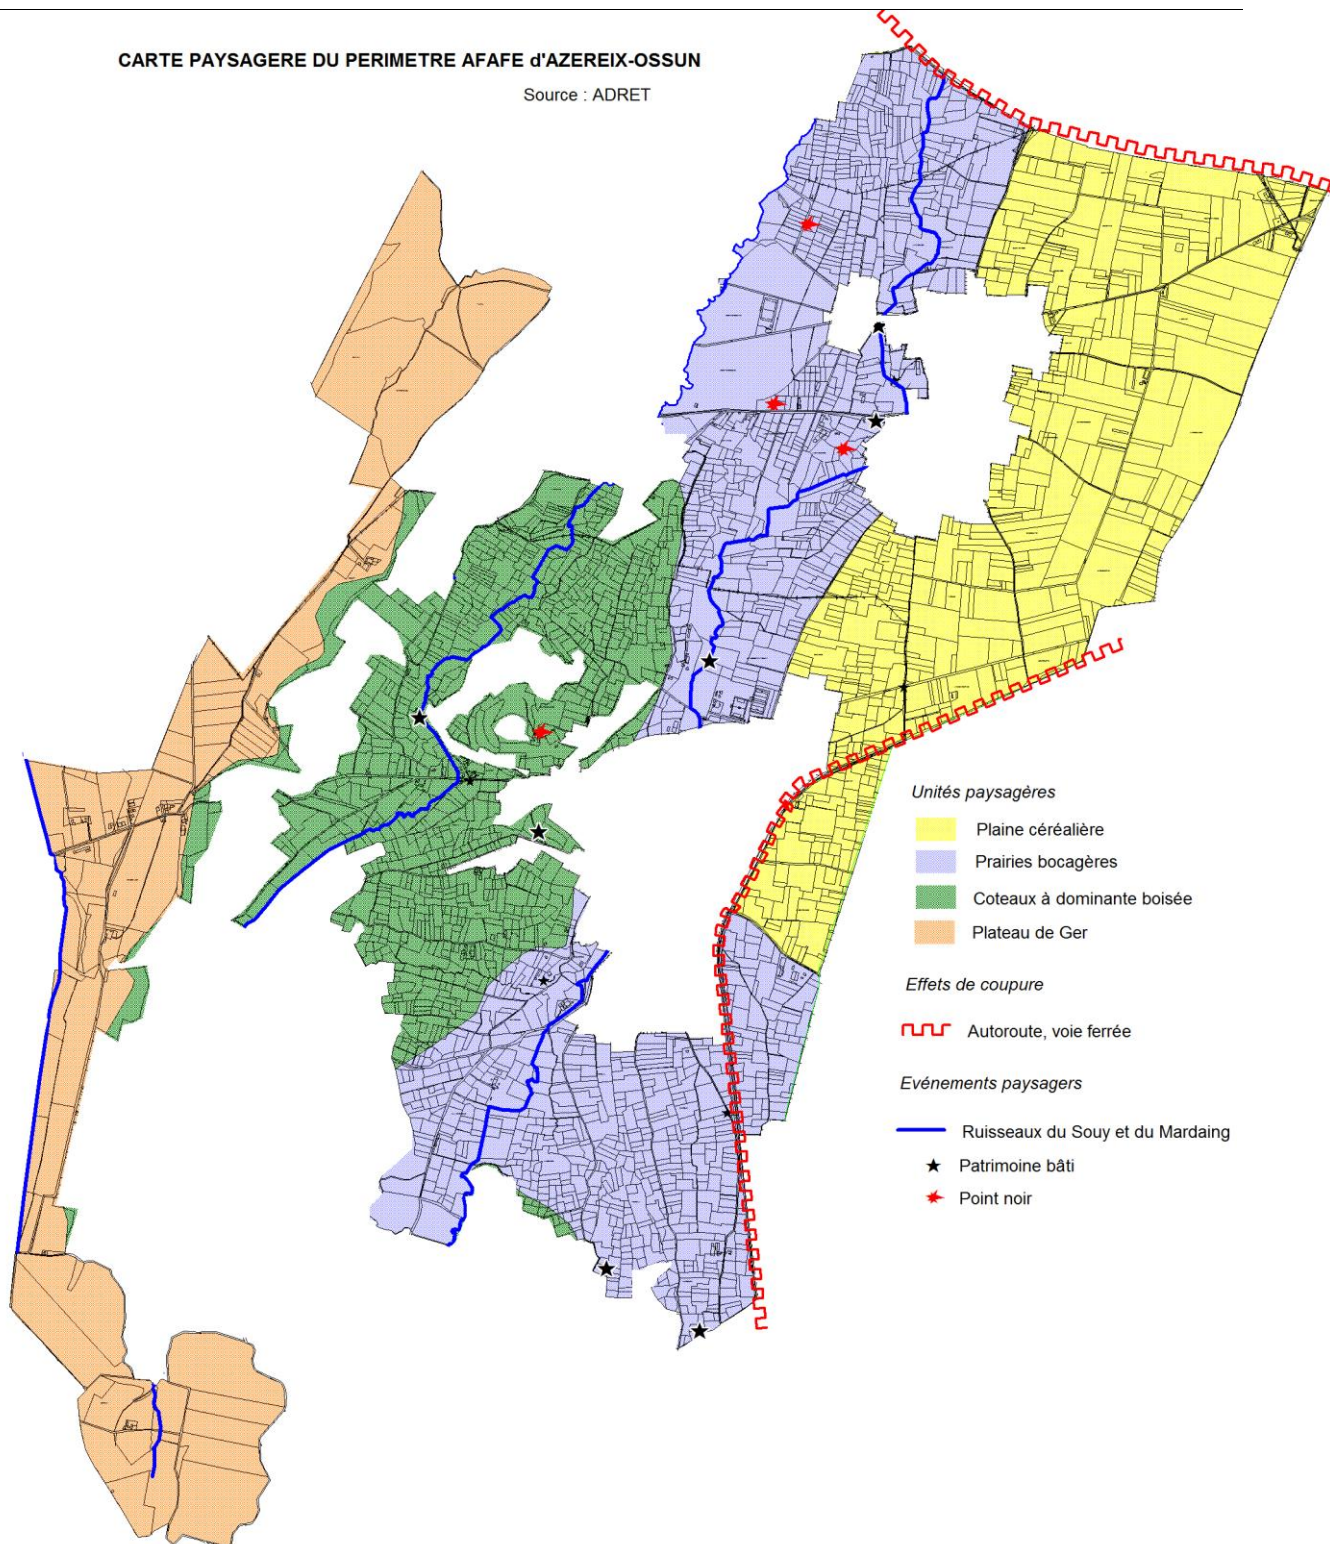 CARTE PAYSAGERE DU PERIMETRE AFAFE d'AZEREIX-OSSUN
Source : ADRET
Unités paysagères
Plaine céréalière
Prairies bocagères
Coteaux à dominante boisée
Plateau de Ger
Effets de coupure
Autoroute, voie ferrée
Evénements paysagers
Ruisseaux du Souy et du Mardaing
Patrimoine bâti
Point noir